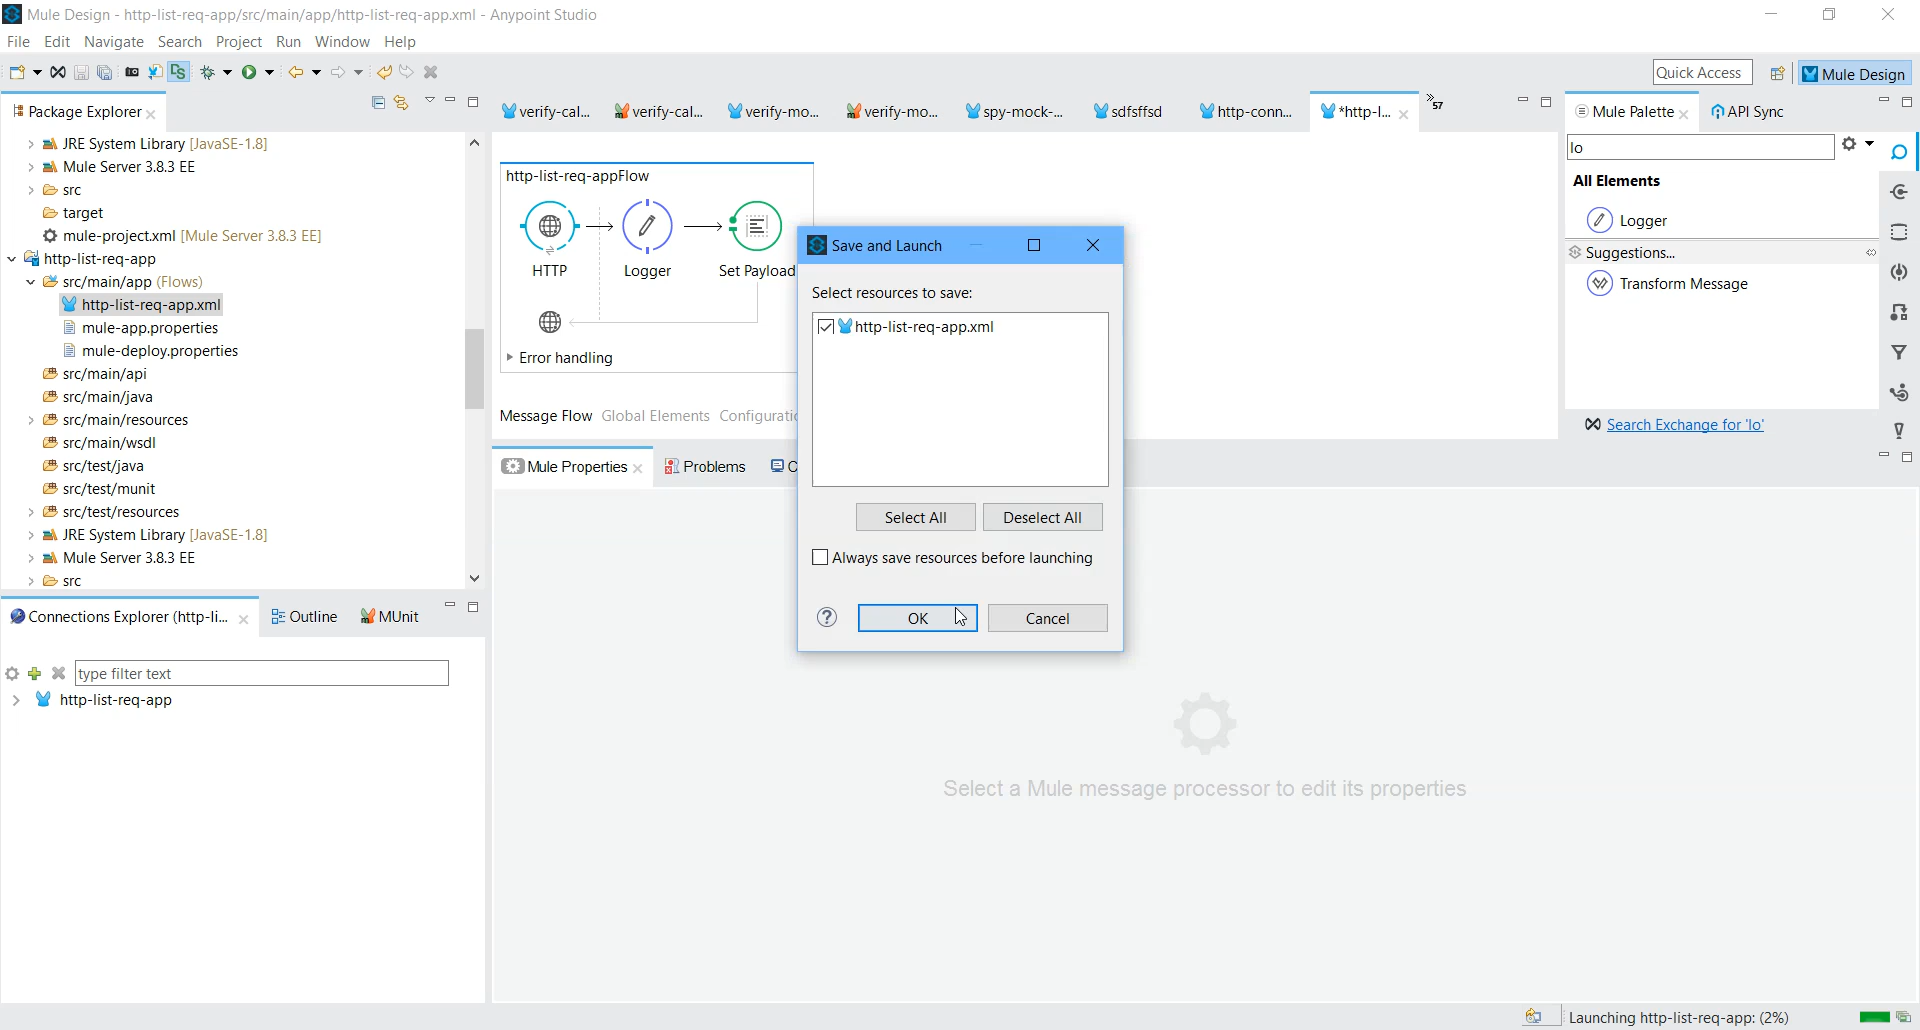 Mule Design - http-list-req-app/src/main/app/http-list-req-app.xml - Anypoint Studio
File Edit Navigate Search Project Run Window Help
Quick Access
Mule Design
Package Explorer
JRE System Library [JavaSE-1.8]
Mule Server 3.8.3 EE
src
target
mule-project.xml [Mule Server 3.8.3 EE]
http-list-req-app
src/main/app (Flows)
http-list-req-app.xml
mule-app.properties
mule-deploy.properties
src/main/api
src/main/java
src/main/resources
src/main/wsdl
src/test/java
src/test/munit
src/test/resources
JRE System Library [JavaSE-1.8]
Mule Server 3.8.3 EE
src
Connections Explorer (http-li...
Outline
MUnit
type filter text
http-list-req-app
verify-cal... verify-cal... verify-mo... verify-mo... spy-mock-... sdfsffsd http-conn... *http-l... »57
http-list-req-appFlow
HTTP Logger Set Payload
Error handling
Message Flow Global Elements Configuratio
Mule Properties
Problems
C
Select a Mule message processor to edit its properties
Save and Launch
Select resources to save:
http-list-req-app.xml
Select All
Deselect All
Always save resources before launching
OK
Cancel
Mule Palette
API Sync
lo
All Elements
Logger
Suggestions...
Transform Message
Search Exchange for 'lo'
Launching http-list-req-app: (2%)